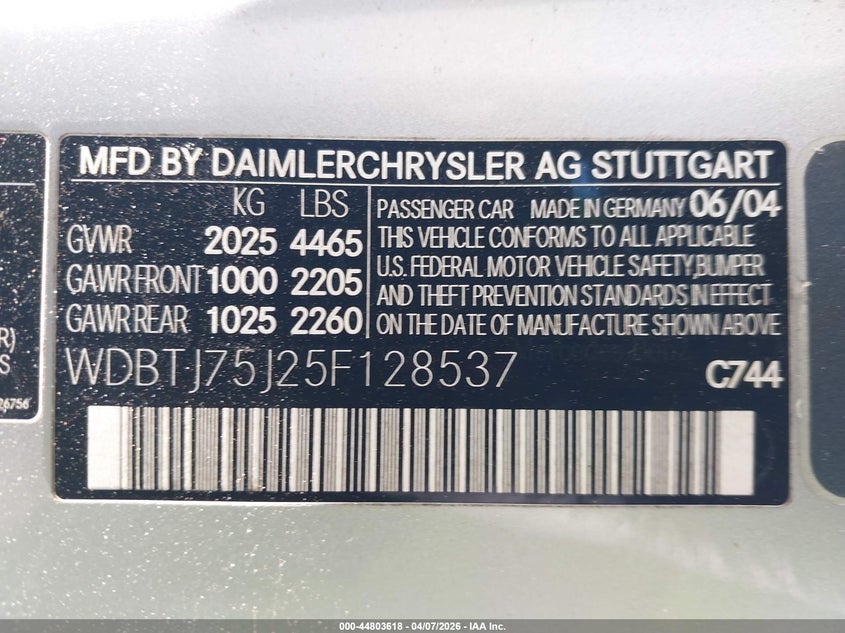 MFD BY DAIMLERCHRYSLER AG STUTTGART
KG LBS
GVWR 2025 4465
GAWR FRONT 1000 2205
GAWR REAR 1025 2260
PASSENGER CAR MADE IN GERMANY 06/04
THIS VEHICLE CONFORMS TO ALL APPLICABLE
U.S. FEDERAL MOTOR VEHICLE SAFETY,BUMPER
AND THEFT PREVENTION STANDARDS IN EFFECT
ON THE DATE OF MANUFACTURE SHOWN ABOVE
WDBTJ75J25F128537
C744
R)
S
26756
000-44803618 - 04/07/2026 - IAA Inc.